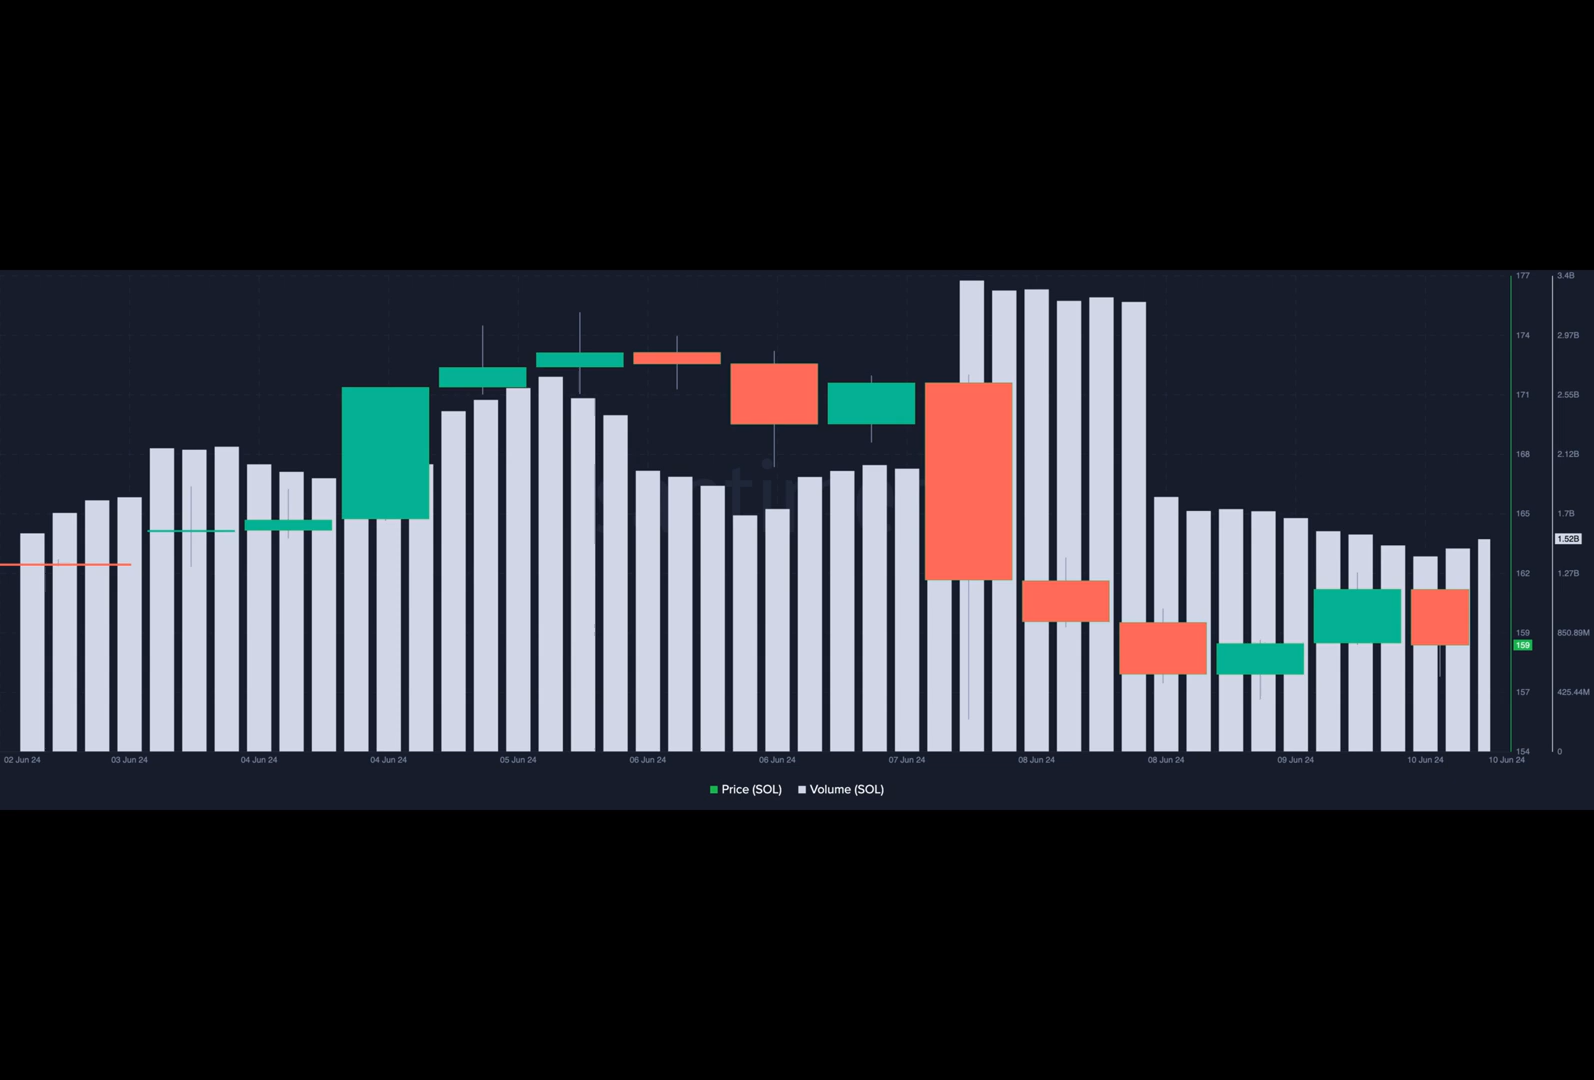 177
3.4B
174
2.97B
171
2.55B
168
2.12B
165
1.7B
1.52B
162
1.27B
159
850.89M
159
157
425.44M
154
0
02 Jun 24
03 Jun 24
04 Jun 24
04 Jun 24
05 Jun 24
06 Jun 24
06 Jun 24
07 Jun 24
08 Jun 24
08 Jun 24
09 Jun 24
10 Jun 24
10 Jun 24
Price (SOL)
Volume (SOL)